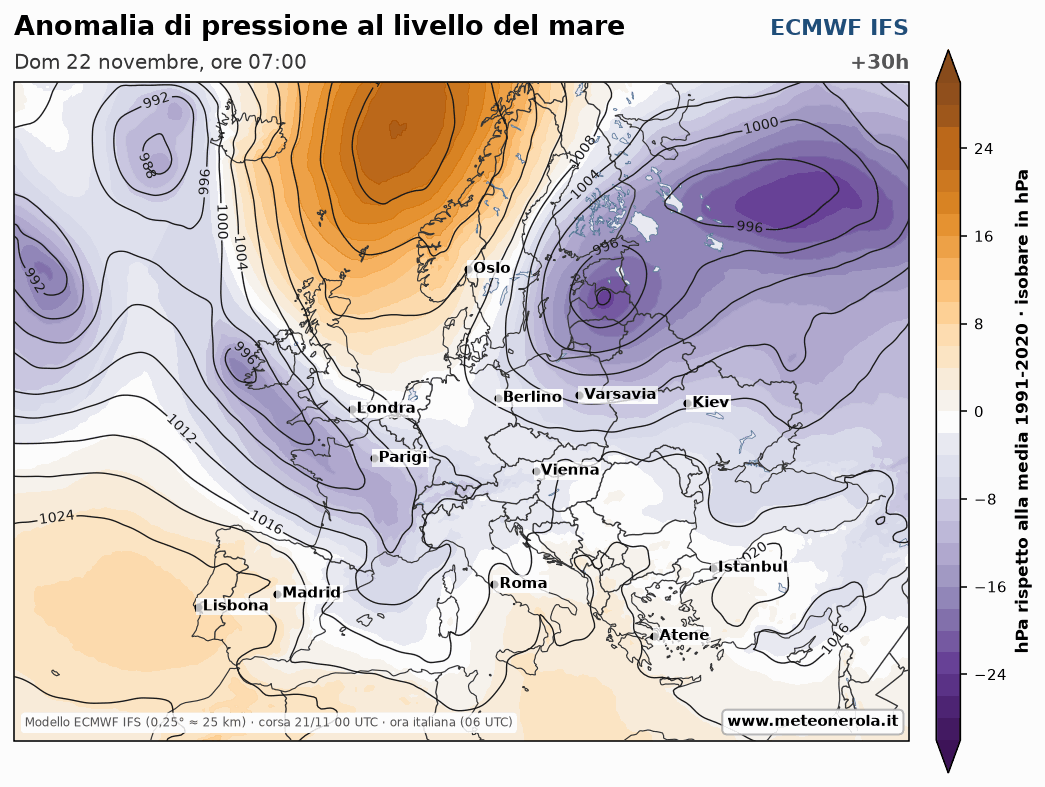 Anomalia di pressione al livello del mare
ECMWF IFS
Dom 22 novembre, ore 07:00
+30h
992
988
996
1000
1004
992
996
1008
1004
1000
996
996
Oslo
Londra
Berlino
Varsavia
Kiev
1012
Parigi
Vienna
1024
1016
1020
Istanbul
Madrid
Roma
Lisbona
Atene
1016
24
16
8
0
−8
−16
−24
hPa rispetto alla media 1991-2020 · isobare in hPa
Modello ECMWF IFS (0,25° ≈ 25 km) · corsa 21/11 00 UTC · ora italiana (06 UTC)
www.meteonerola.it